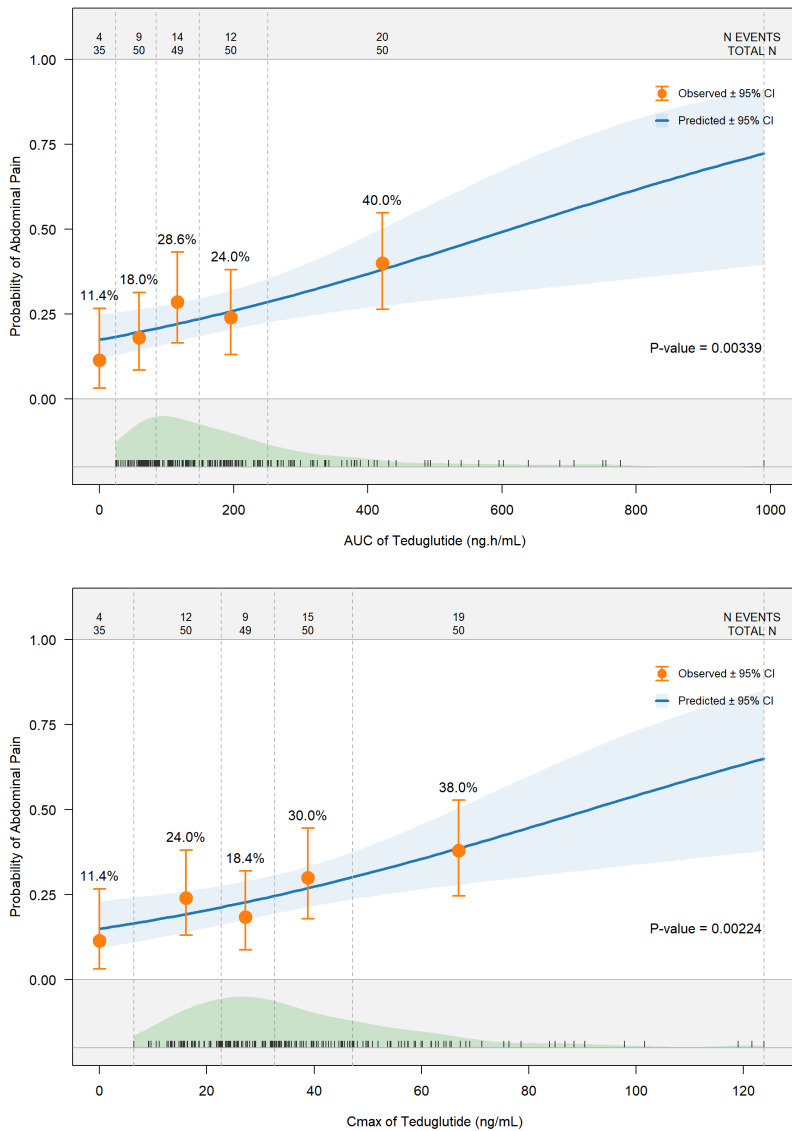 4 9 14 12 20 N EVENTS
35 50 49 50 50 TOTAL N
1.00
Observed ± 95% CI
Predicted ± 95% CI
0.75
40.0%
0.50
28.6%
24.0%
18.0%
11.4%
0.25
P-value = 0.00339
0.00
Probability of Abdominal Pain
0 200 400 600 800 1000
AUC of Teduglutide (ng.h/mL)
4 12 9 15 19 N EVENTS
35 50 49 50 50 TOTAL N
1.00
Observed ± 95% CI
Predicted ± 95% CI
0.75
38.0%
0.50
30.0%
24.0%
18.4%
11.4%
0.25
P-value = 0.00224
0.00
Probability of Abdominal Pain
0 20 40 60 80 100 120
Cmax of Teduglutide (ng/mL)